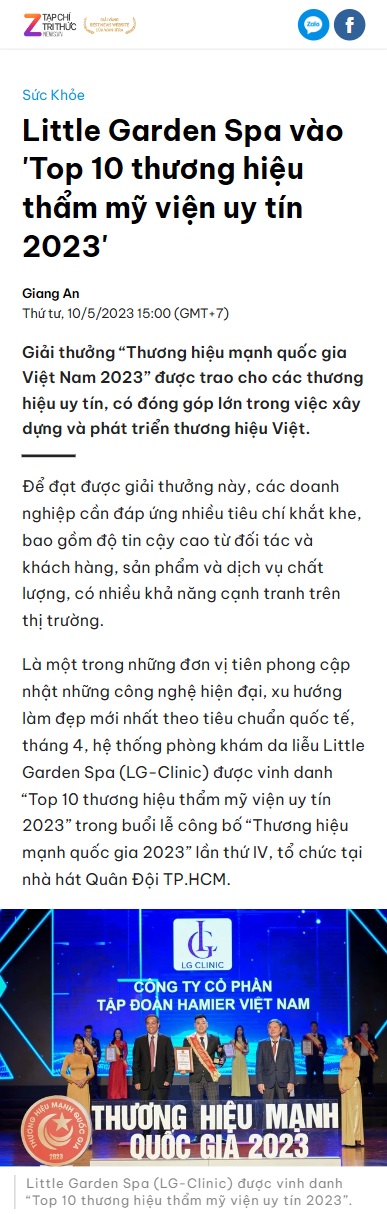 TẠP CHÍ
TRI THỨC
ZNEWS.VN
Sức Khỏe
Little Garden Spa vào
'Top 10 thương hiệu
thẩm mỹ viện uy tín
2023'
Giang An
Thứ tư, 10/5/2023 15:00 (GMT+7)
Giải thưởng “Thương hiệu mạnh quốc gia
Việt Nam 2023” được trao cho các thương
hiệu uy tín, có đóng góp lớn trong việc xây
dựng và phát triển thương hiệu Việt.
Để đạt được giải thưởng này, các doanh
nghiệp cần đáp ứng nhiều tiêu chí khắt khe,
bao gồm độ tin cậy cao từ đối tác và
khách hàng, sản phẩm và dịch vụ chất
lượng, có nhiều khả năng cạnh tranh trên
thị trường.
Là một trong những đơn vị tiên phong cập
nhật những công nghệ hiện đại, xu hướng
làm đẹp mới nhất theo tiêu chuẩn quốc tế,
tháng 4, hệ thống phòng khám da liễu Little
Garden Spa (LG-Clinic) được vinh danh
“Top 10 thương hiệu thẩm mỹ viện uy tín
2023” trong buổi lễ công bố “Thương hiệu
mạnh quốc gia 2023” lần thứ IV, tổ chức tại
nhà hát Quân Đội TP.HCM.
LG CLINIC
CÔNG TY CỔ PHẦN
TẬP ĐOÀN HAMIER VIỆT NAM
THƯƠNG HIỆU MẠNH QUỐC GIA
2023
THƯƠNG HIỆU MẠNH
QUỐC GIA 2023
Little Garden Spa (LG-Clinic) được vinh danh
“Top 10 thương hiệu thẩm mỹ viện uy tín 2023”.